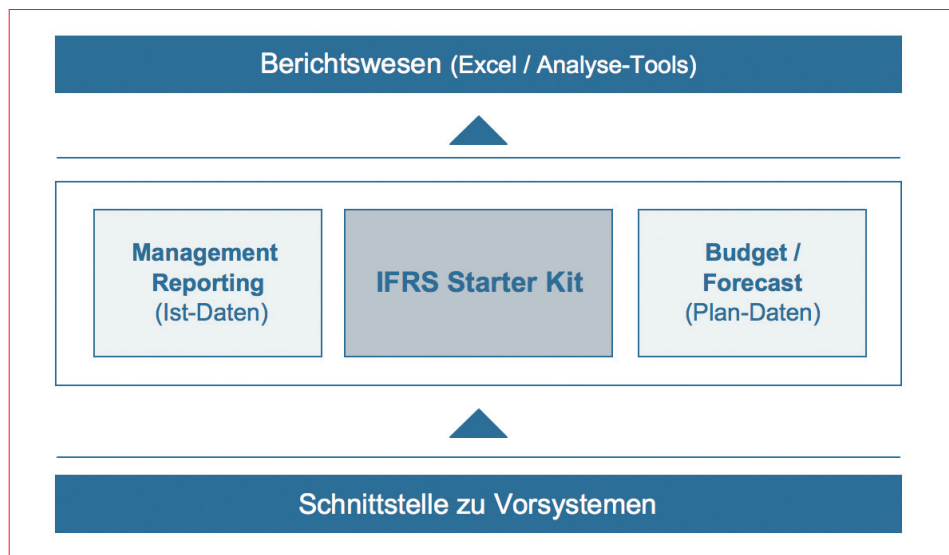 Berichtswesen (Excel / Analyse-Tools)
Management
Reporting
(Ist-Daten)
IFRS Starter Kit
Budget /
Forecast
(Plan-Daten)
Schnittstelle zu Vorsystemen